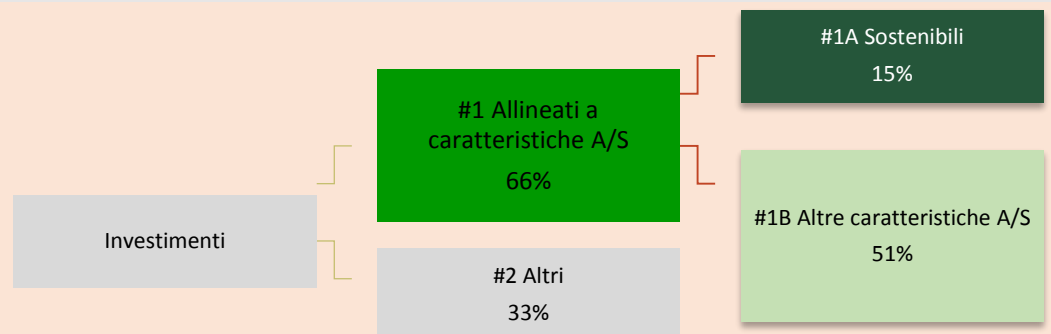 #1A Sostenibili
15%
#1 Allineati a
caratteristiche A/S
66%
#1B Altre caratteristiche A/S
51%
Investimenti
#2 Altri
33%